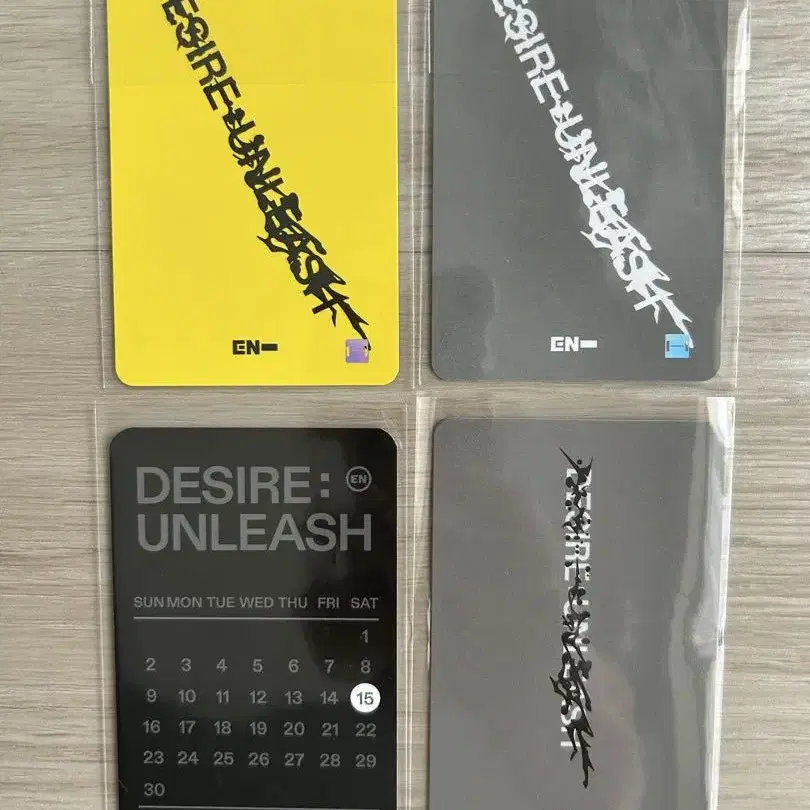 DESIRE : UNLEASH
EN-
DESIRE : UNLEASH
EN-
DESIRE : EN
UNLEASH
SUN MON TUE WED THU FRI SAT
1
2 3 4 5 6 7 8
9 10 11 12 13 14 15
16 17 18 19 20 21 22
23 24 25 26 27 28 29
30
DESIRE : UNLEASH